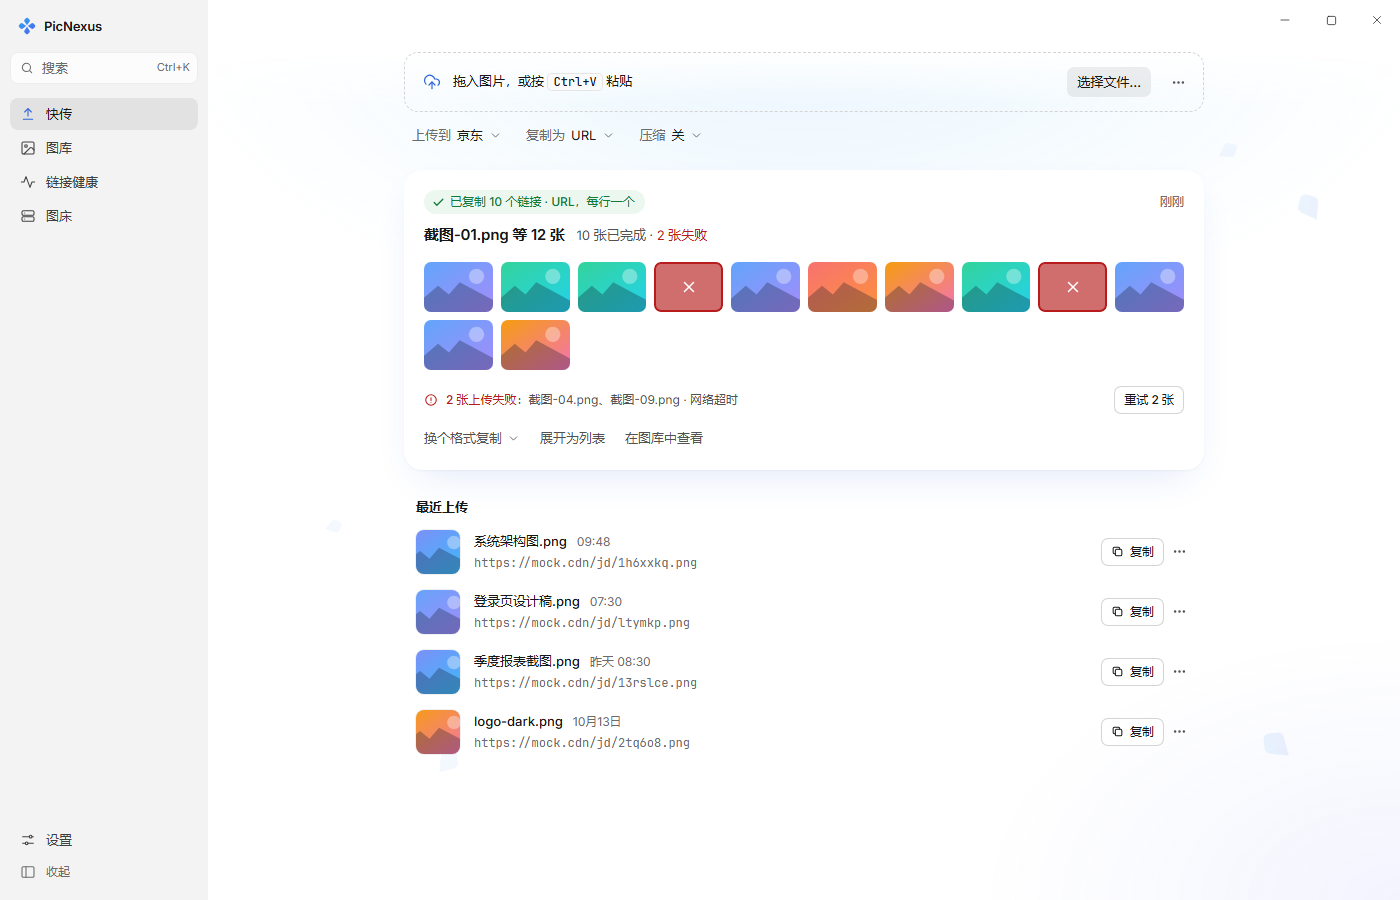 PicNexus
搜索 Ctrl+K
快传
图库
链接健康
图床
设置
收起
拖入图片，或按 Ctrl+V 粘贴
选择文件...
上传到 京东 复制为 URL 压缩 关
已复制 10 个链接 · URL，每行一个
刚刚
截图-01.png 等 12 张 10 张已完成 · 2 张失败
2 张上传失败：截图-04.png、截图-09.png · 网络超时
重试 2 张
换个格式复制 展开为列表 在图库中查看
最近上传
系统架构图.png 09:48
https://mock.cdn/jd/1h6xxkq.png
复制
登录页设计稿.png 07:30
https://mock.cdn/jd/ltymkp.png
复制
季度报表截图.png 昨天 08:30
https://mock.cdn/jd/13rslce.png
复制
logo-dark.png 10月13日
https://mock.cdn/jd/2tq6o8.png
复制